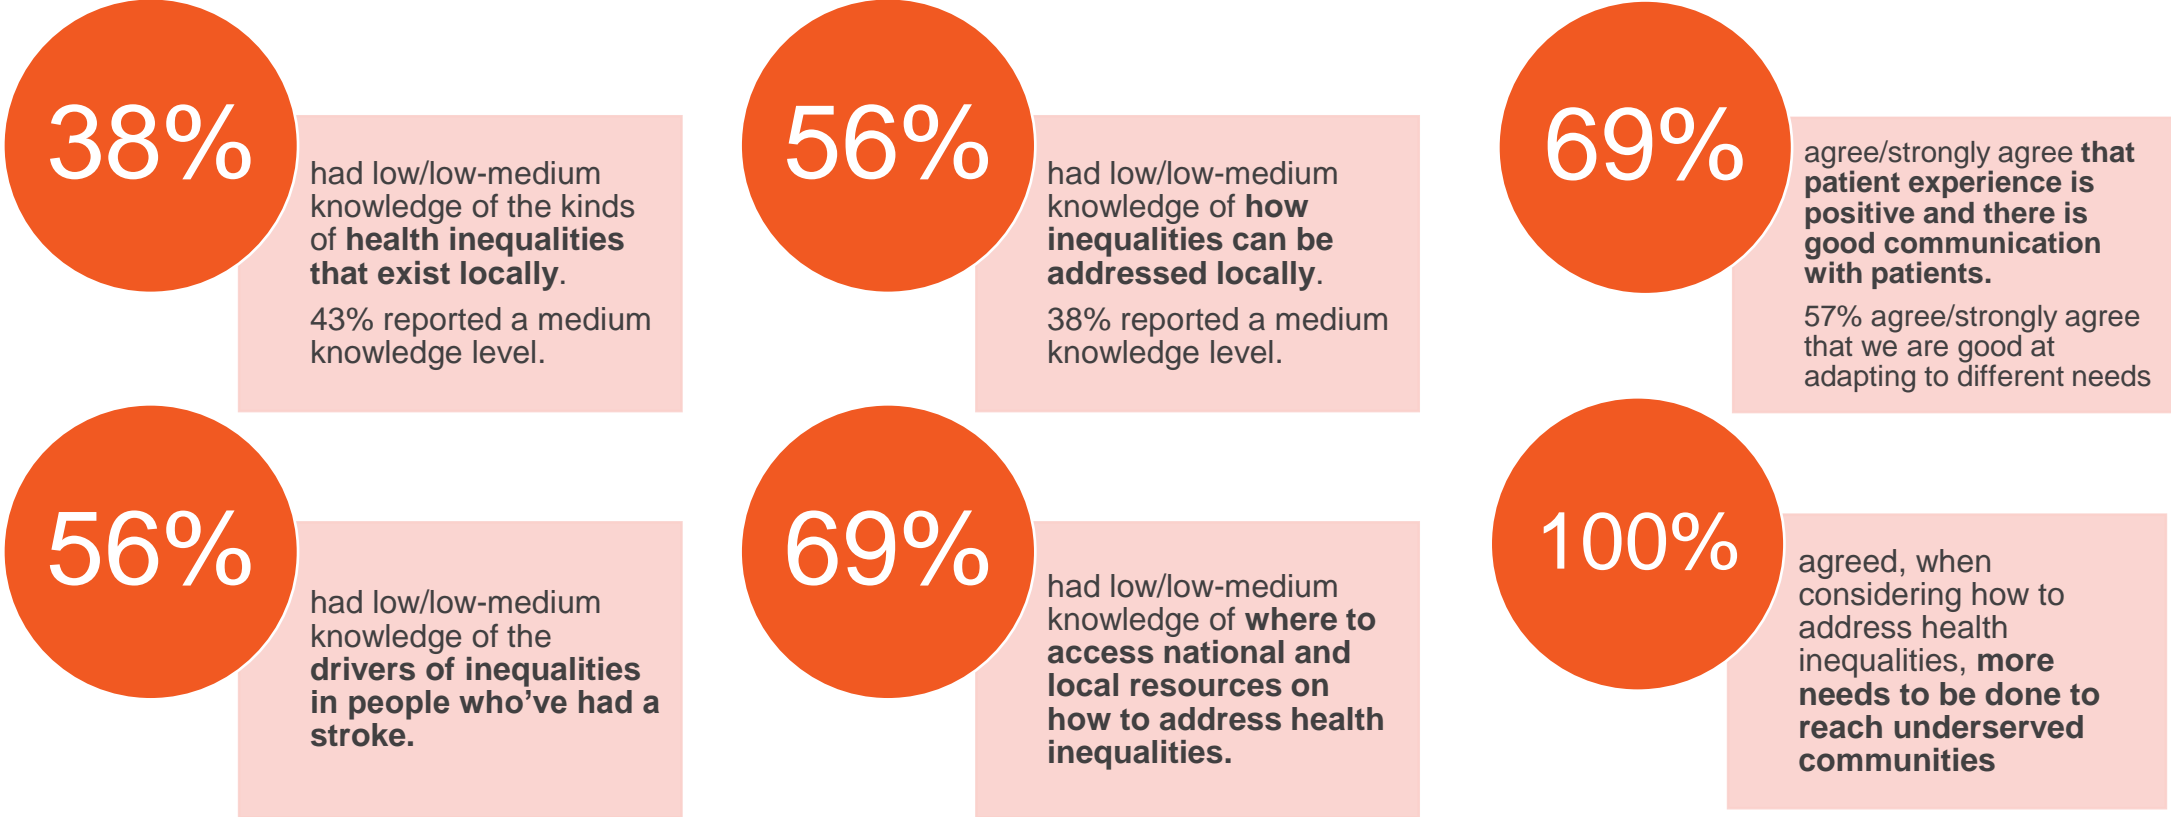 38%
had low/low-medium
knowledge of the kinds
of health inequalities
that exist locally.
43% reported a medium
knowledge level.
56%
had low/low-medium
knowledge of how
inequalities can be
addressed locally.
38% reported a medium
knowledge level.
69%
agree/strongly agree that
patient experience is
positive and there is
good communication
with patients.
57% agree/strongly agree
that we are good at
adapting to different needs
56%
had low/low-medium
knowledge of the
drivers of inequalities
in people who’ve had a
stroke.
69%
had low/low-medium
knowledge of where to
access national and
local resources on
how to address health
inequalities.
100%
agreed, when
considering how to
address health
inequalities, more
needs to be done to
reach underserved
communities